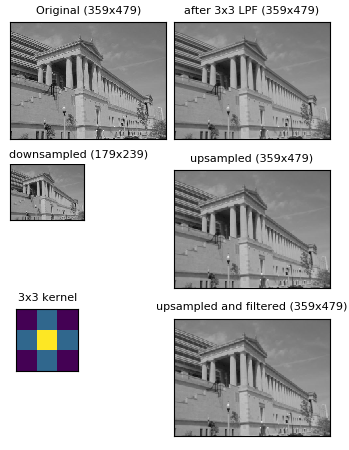 Original (359x479)
after 3x3 LPF (359x479)
downsampled (179x239)
upsampled (359x479)
3x3 kernel
upsampled and filtered (359x479)